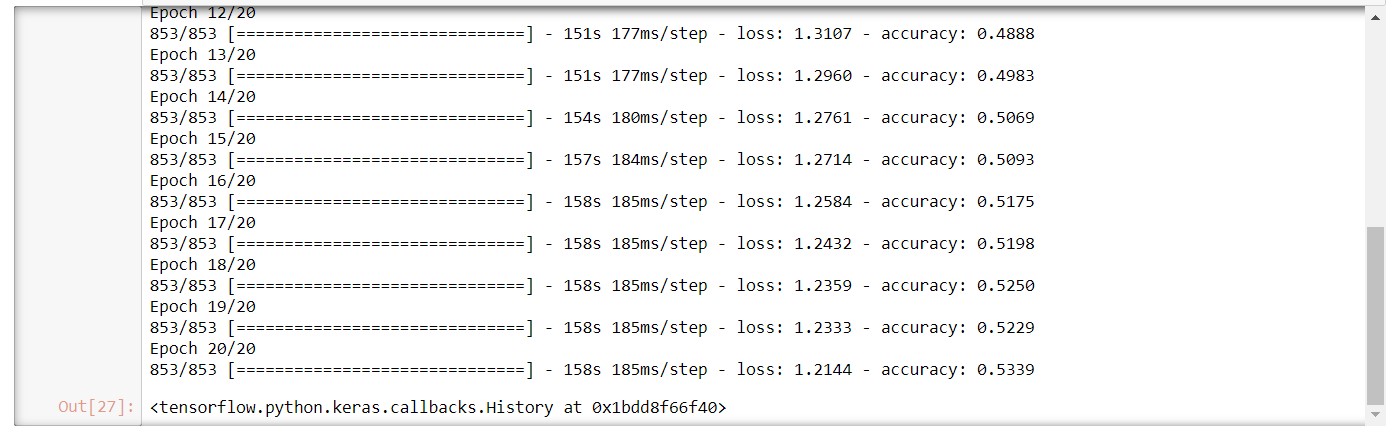 Epoch 12/20
853/853 [==============================] - 151s 177ms/step - loss: 1.3107 - accuracy: 0.4888
Epoch 13/20
853/853 [==============================] - 151s 177ms/step - loss: 1.2960 - accuracy: 0.4983
Epoch 14/20
853/853 [==============================] - 154s 180ms/step - loss: 1.2761 - accuracy: 0.5069
Epoch 15/20
853/853 [==============================] - 157s 184ms/step - loss: 1.2714 - accuracy: 0.5093
Epoch 16/20
853/853 [==============================] - 158s 185ms/step - loss: 1.2584 - accuracy: 0.5175
Epoch 17/20
853/853 [==============================] - 158s 185ms/step - loss: 1.2432 - accuracy: 0.5198
Epoch 18/20
853/853 [==============================] - 158s 185ms/step - loss: 1.2359 - accuracy: 0.5250
Epoch 19/20
853/853 [==============================] - 158s 185ms/step - loss: 1.2333 - accuracy: 0.5229
Epoch 20/20
853/853 [==============================] - 158s 185ms/step - loss: 1.2144 - accuracy: 0.5339
Out[27]: <tensorflow.python.keras.callbacks.History at 0x1bdd8f66f40>